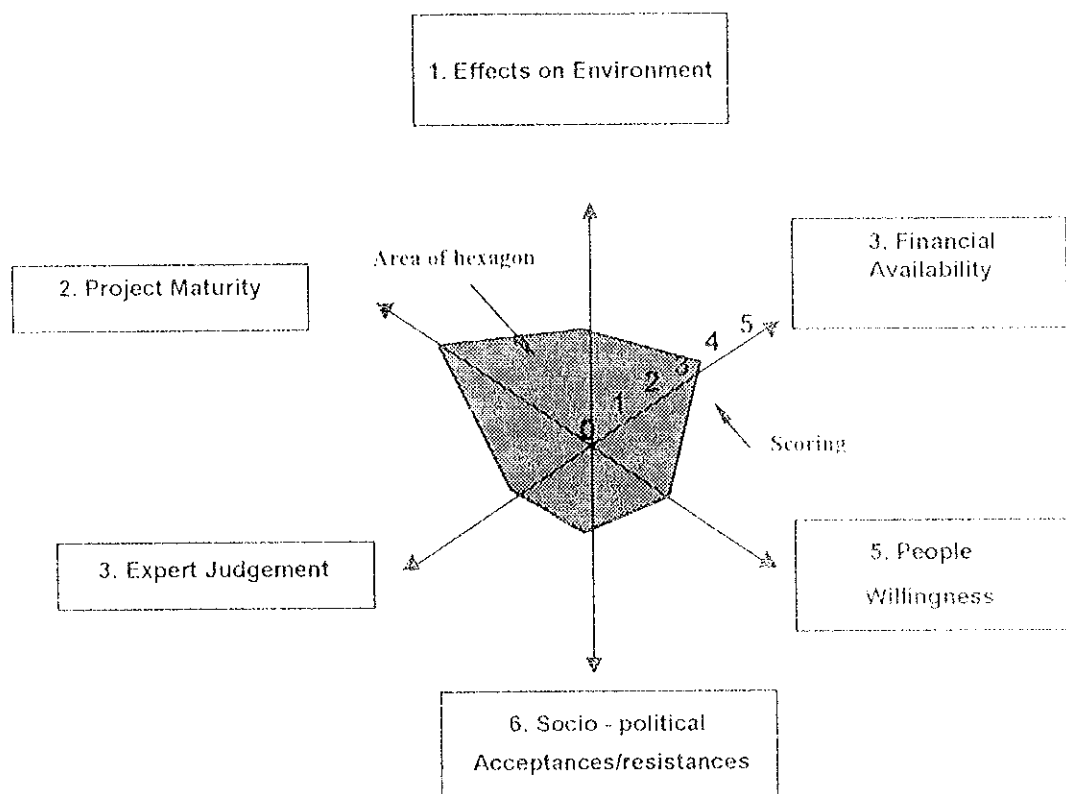 1. Effects on Environment
3. Financial
Availability
Area of hexagon
2. Project Maturity
5
4
3
2
1
0
Scoring
3. Expert Judgement
5. People
Willingness
6. Socio - political
Acceptances/resistances